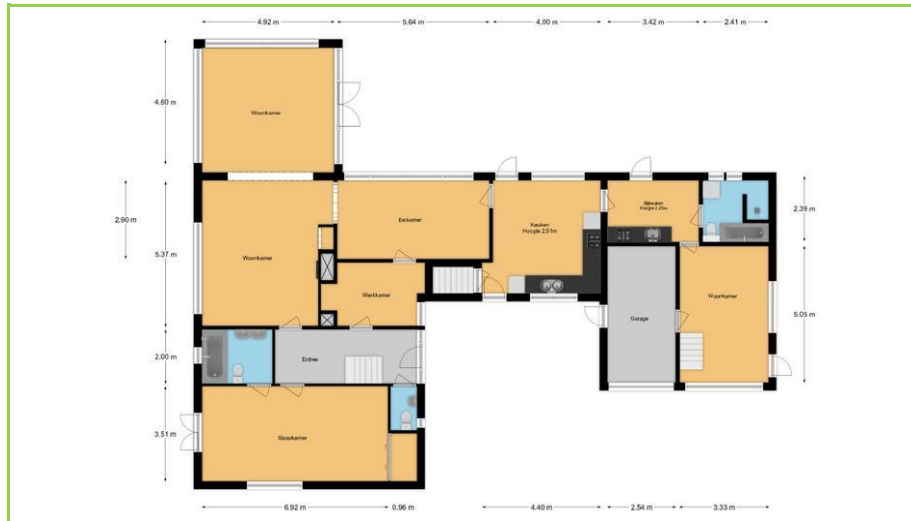 4.92 m
5.64 m
4.00 m
3.42 m
2.41 m
4.60 m
Woonkamer
2.90 m
5.37 m
Woonkamer
Eetkamer
Keuken
Hoogte 2.51m
Bijkeuken
2.39 m
Werkkamer
Woonkamer
Garage
5.05 m
2.00 m
Entree
3.51 m
Slaapkamer
6.92 m
0.96 m
4.40 m
2.54 m
3.33 m